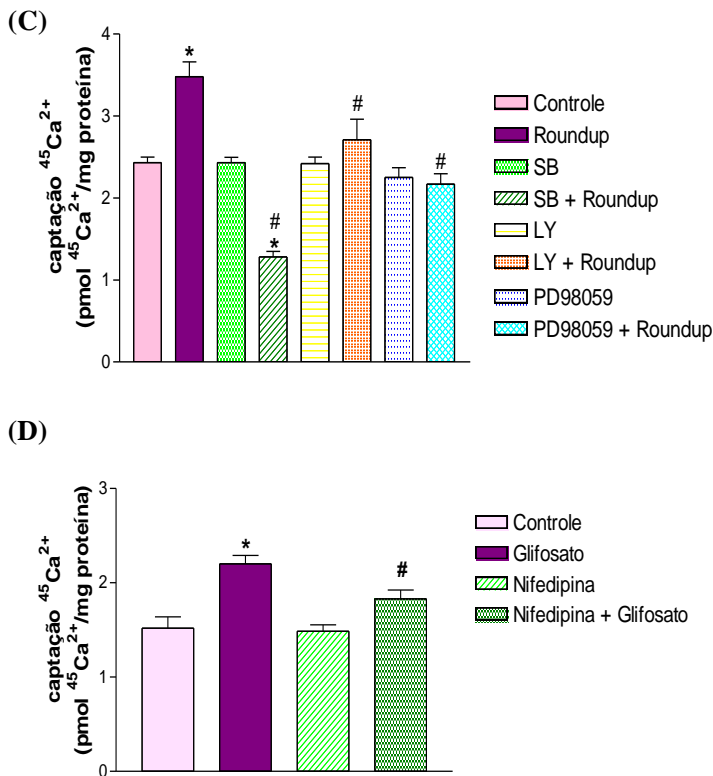 (C)
captação ⁴⁵Ca²⁺
(pmol ⁴⁵Ca²⁺/mg proteína)
4
3
2
1
0
*
#
*
#
#
Controle
Roundup
SB
SB + Roundup
LY
LY + Roundup
PD98059
PD98059 + Roundup
(D)
captação ⁴⁵Ca²⁺
(pmol ⁴⁵Ca²⁺/mg proteína)
3
2
1
0
*
#
Controle
Glifosato
Nifedipina
Nifedipina + Glifosato